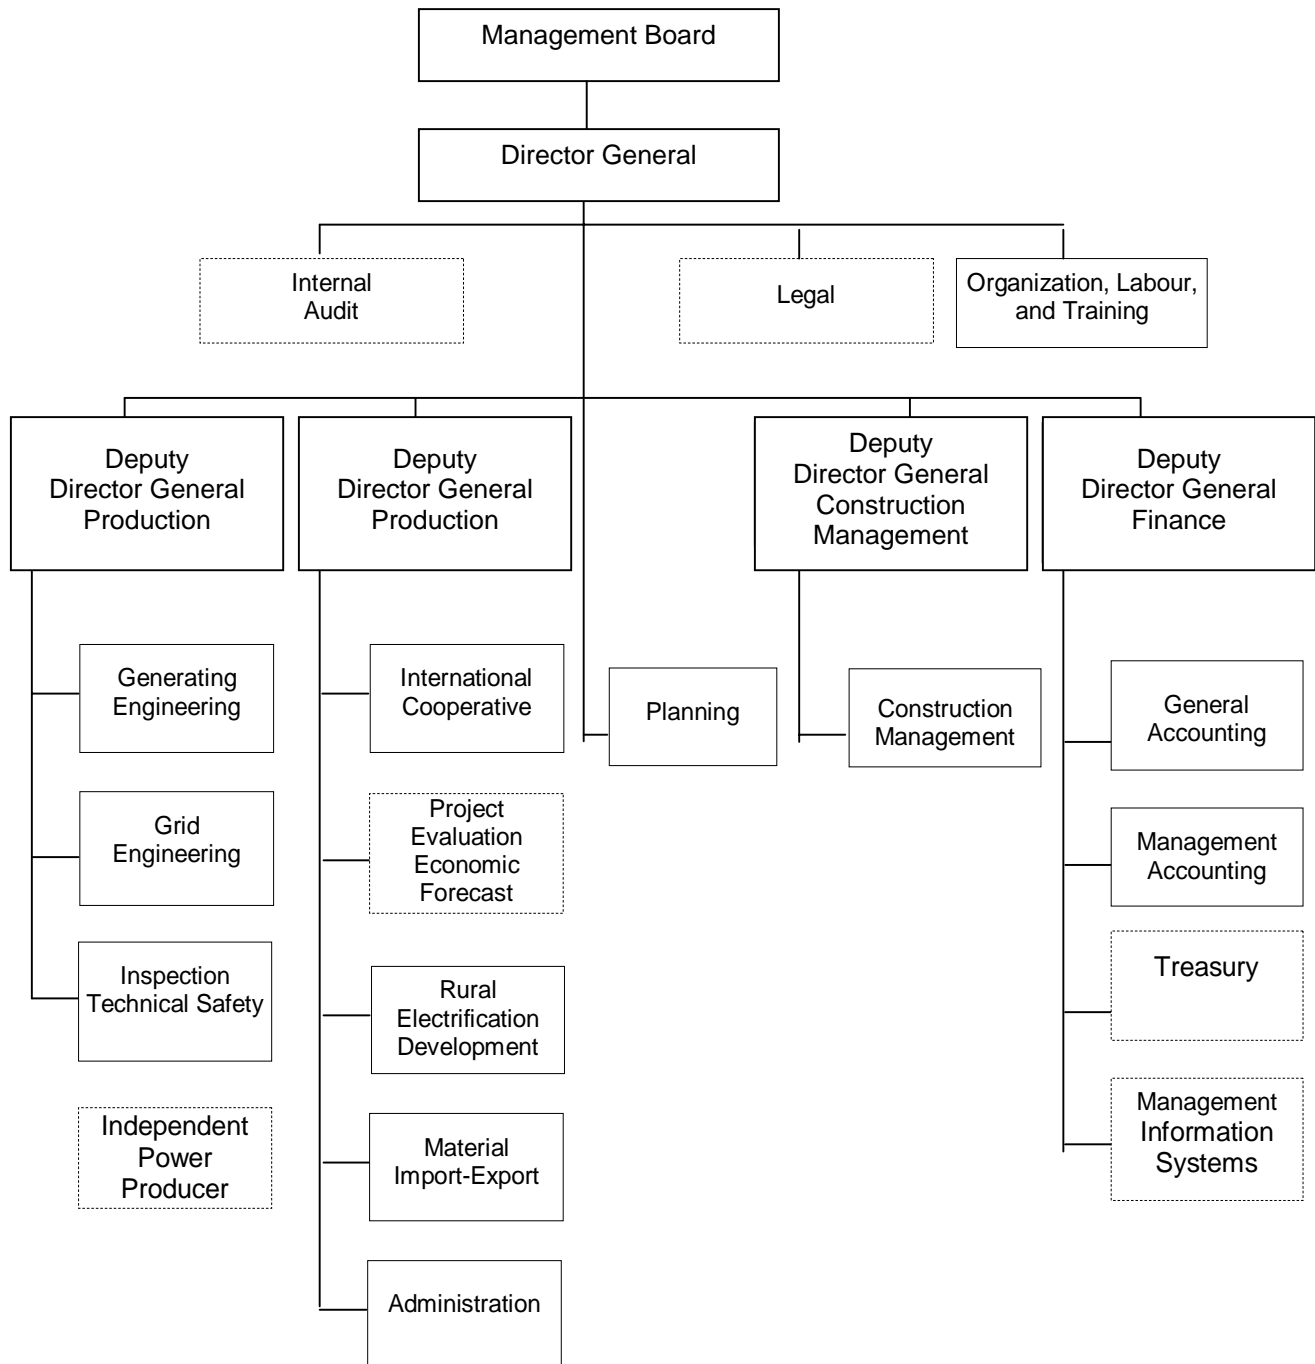 Management Board
Director General
Internal
Audit
Legal
Organization, Labour,
and Training
Deputy
Director General
Production
Deputy
Director General
Production
Deputy
Director General
Construction
Management
Deputy
Director General
Finance
Generating
Engineering
Grid
Engineering
Inspection
Technical Safety
Independent
Power
Producer
International
Cooperative
Project
Evaluation
Economic
Forecast
Rural
Electrification
Development
Material
Import-Export
Administration
Planning
Construction
Management
General
Accounting
Management
Accounting
Treasury
Management
Information
Systems